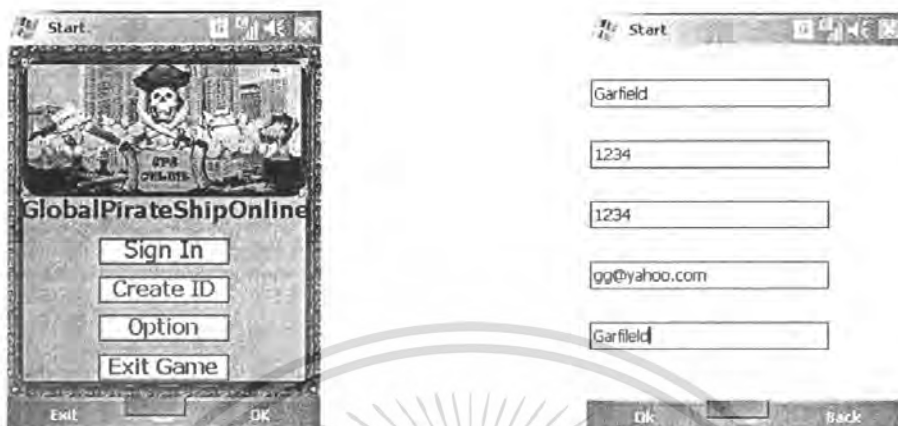 Start
GPS
ONLINE
GlobalPirateShipOnline
Sign In
Create ID
Option
Exit Game
Exit
OK
Start
Garfield
1234
1234
gg@yahoo.com
Garfileld
Ok
Back